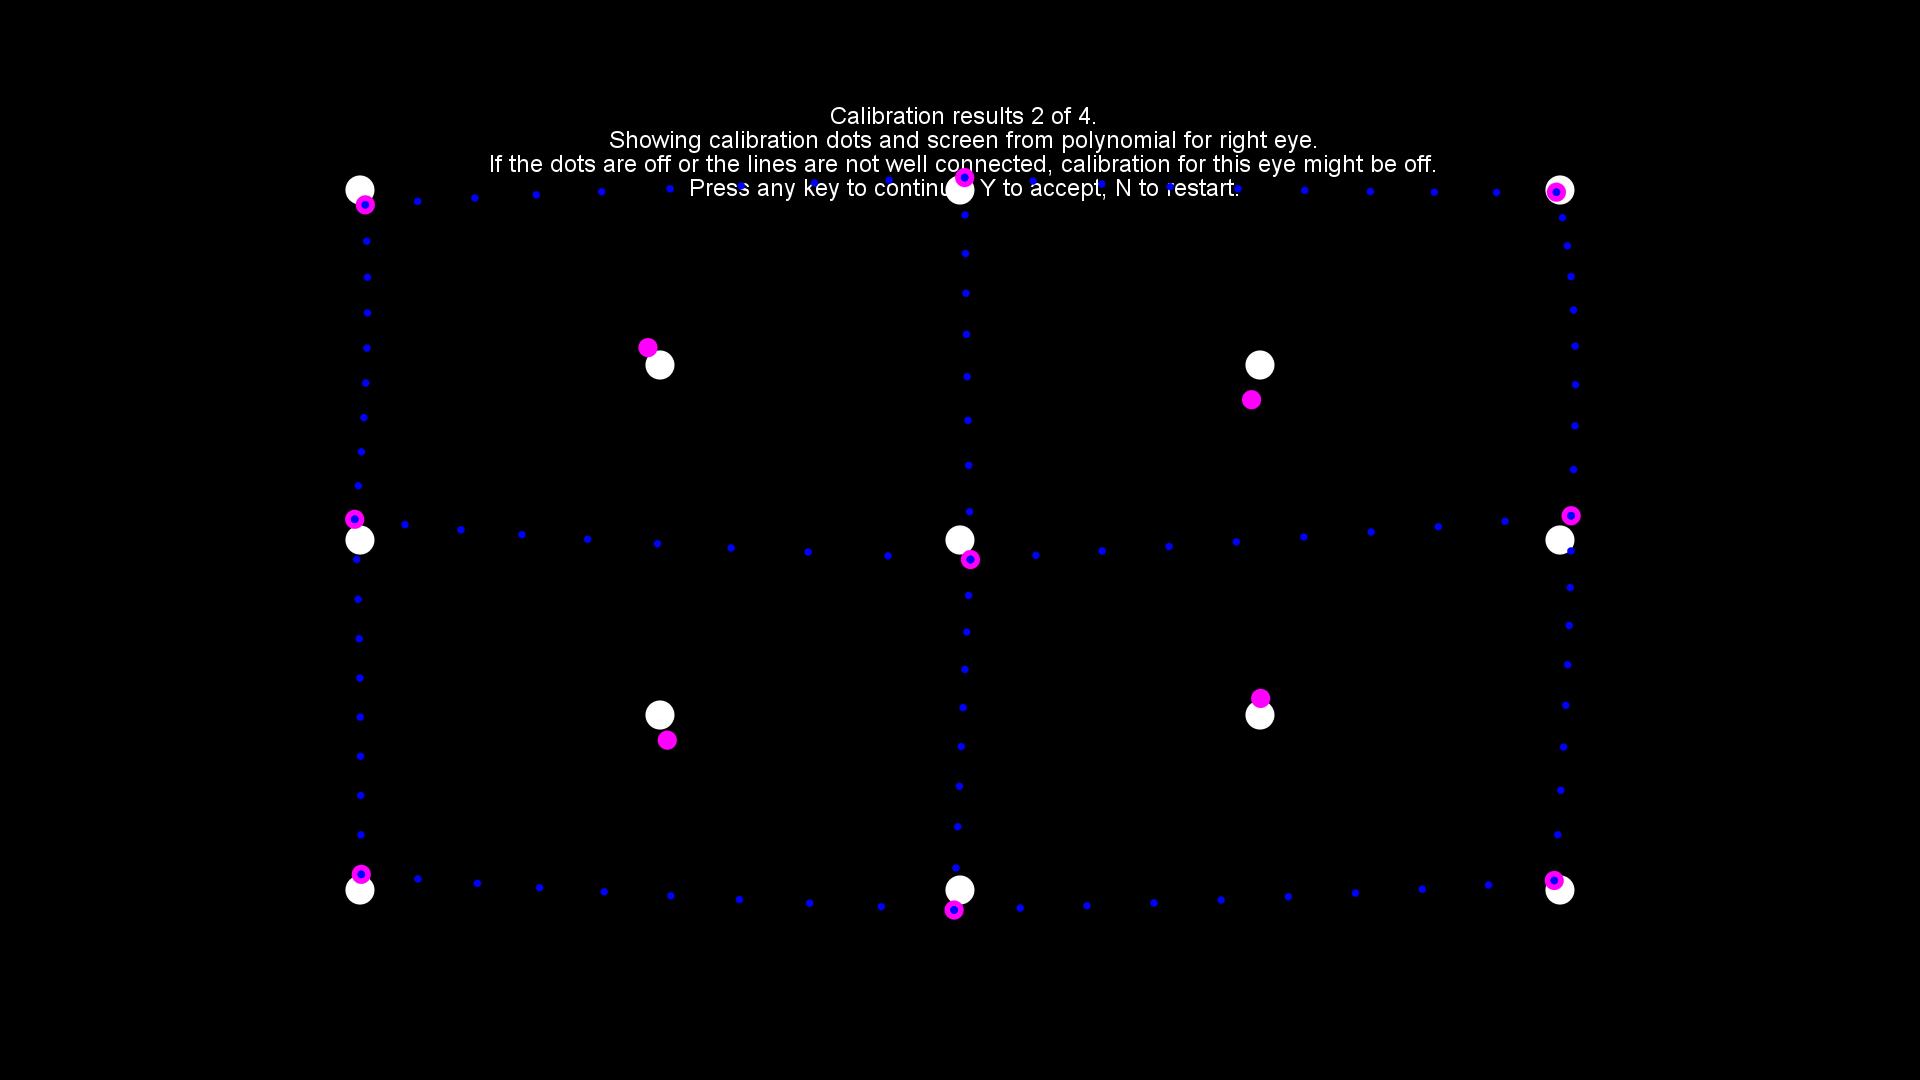 Calibration results 2 of 4.
Showing calibration dots and screen from polynomial for right eye.
If the dots are off or the lines are not well connected, calibration for this eye might be off.
Press any key to continue, Y to accept, N to restart.